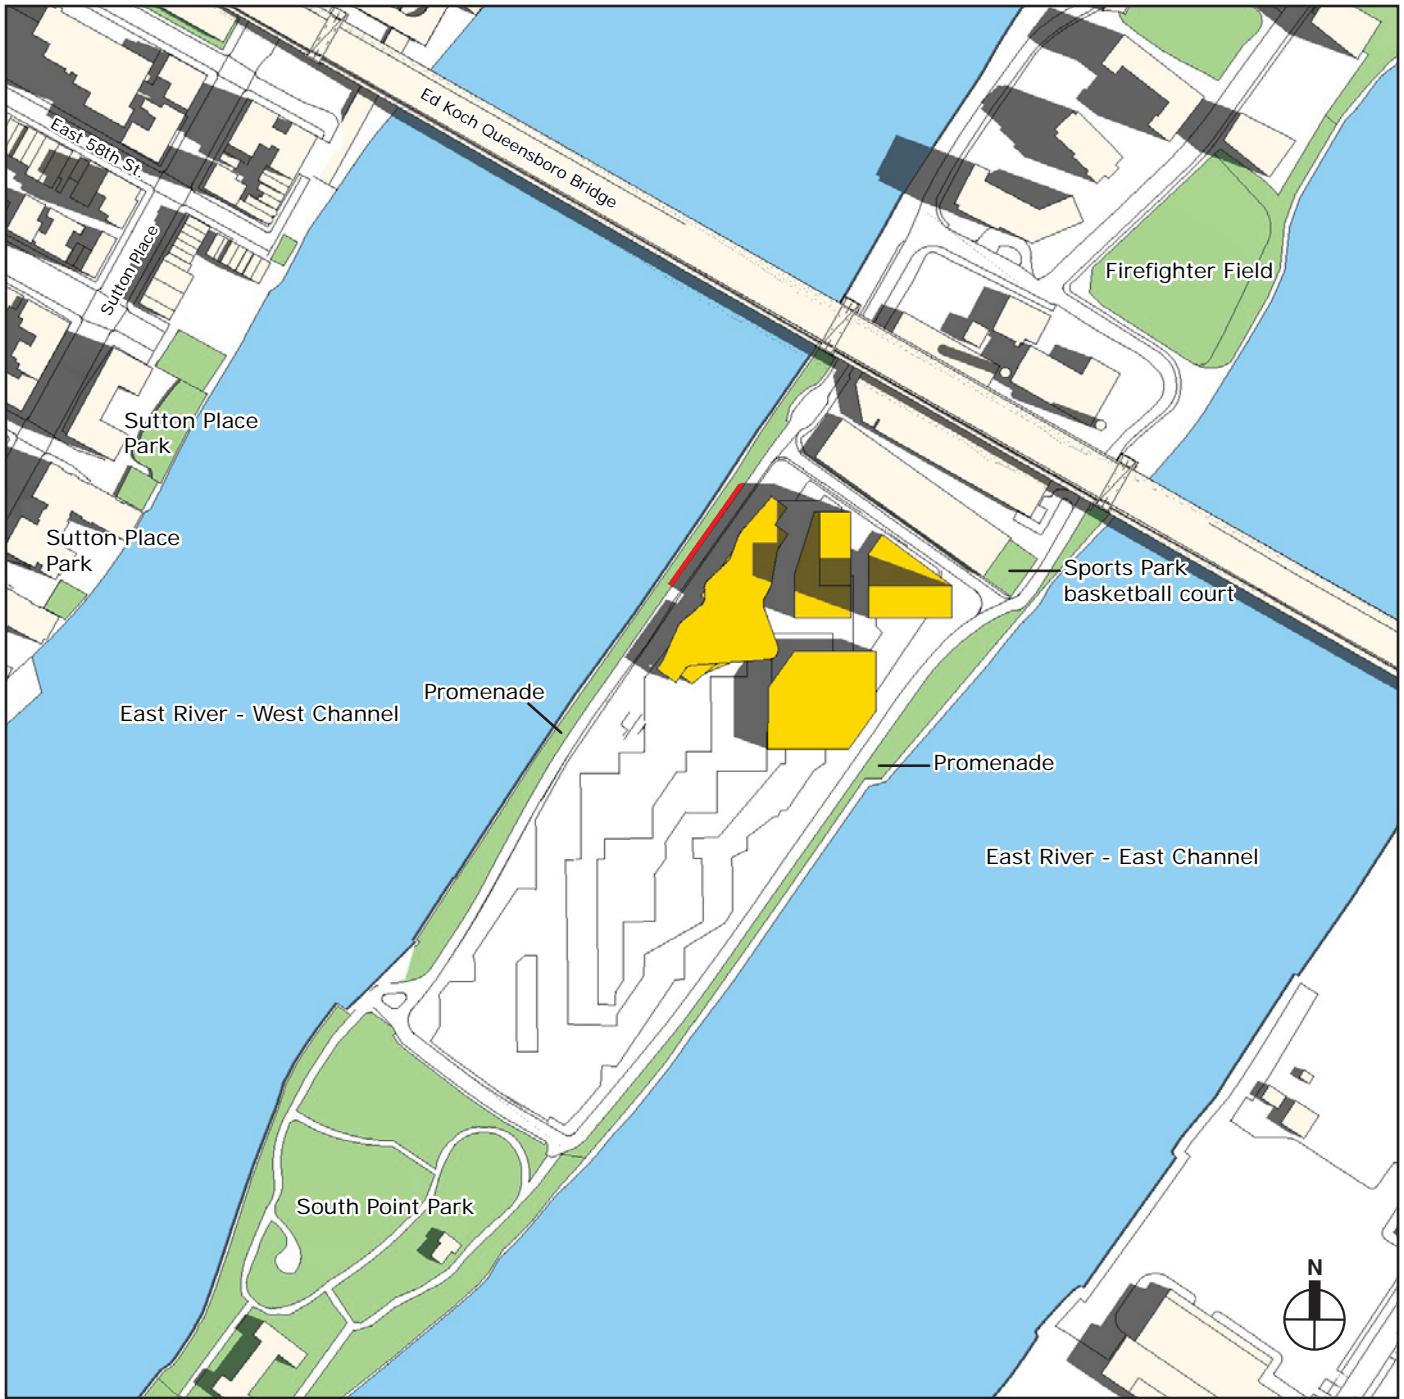 Ed Koch Queensboro Bridge
East 58th St.
Sutton Place
Firefighter Field
Sutton Place
Park
Sutton Place
Park
Sports Park
basketball court
Promenade
East River - West Channel
Promenade
East River - East Channel
South Point Park
N